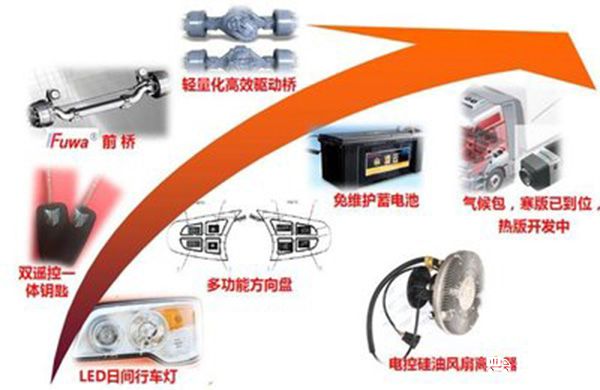 轻量化高效驱动桥
Fuwa® 前桥
免维护蓄电池
气候包，寒版已到位，
热版开发中
双遥控一
体钥匙
多功能方向盘
LED日间行车灯
电控硅油风扇离